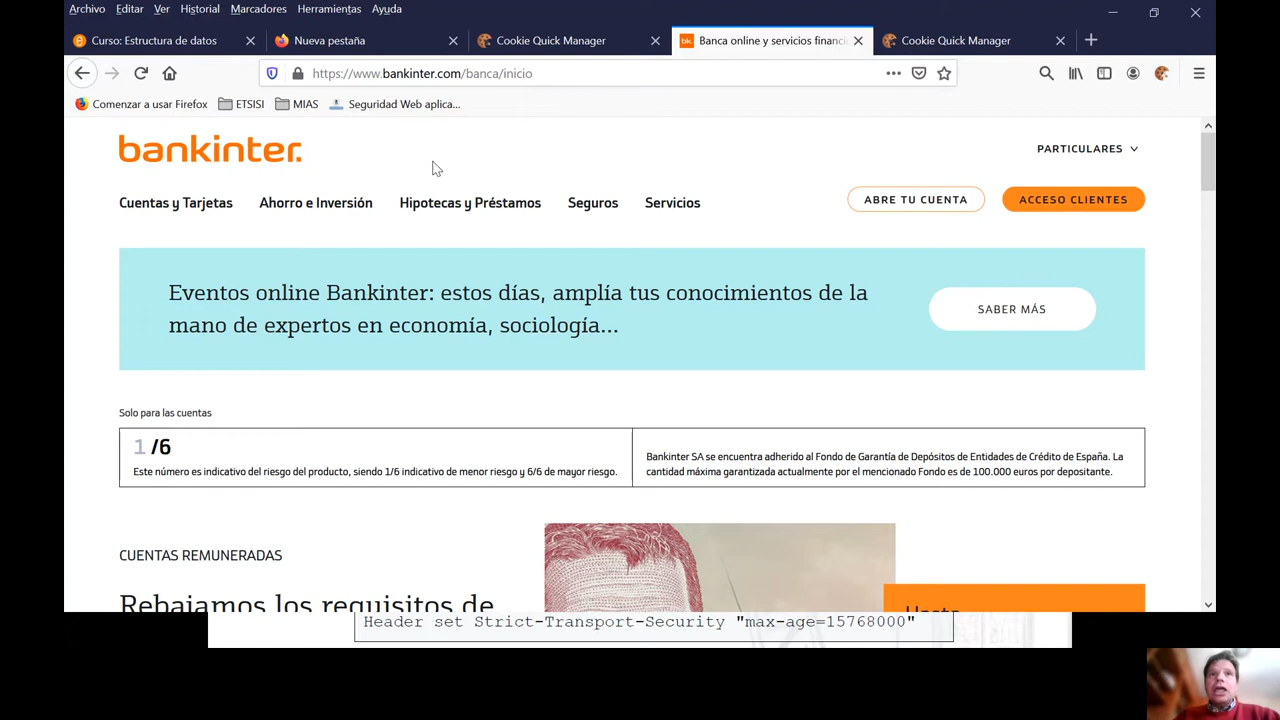 Archivo Editar Ver Historial Marcadores Herramientas Ayuda
Curso: Estructura de datos
Nueva pestaña
Cookie Quick Manager
bk.
Banca online y servicios financi
Cookie Quick Manager
https://www.bankinter.com/banca/inicio
Comenzar a usar Firefox
ETSISI
MIAS
Seguridad Web aplica...
bankinter.
PARTICULARES
Cuentas y Tarjetas
Ahorro e Inversión
Hipotecas y Préstamos
Seguros
Servicios
ABRE TU CUENTA
ACCESO CLIENTES
Eventos online Bankinter: estos días, amplía tus conocimientos de la
mano de expertos en economía, sociología...
SABER MÁS
Solo para las cuentas
1 /6
Este número es indicativo del riesgo del producto, siendo 1/6 indicativo de menor riesgo y 6/6 de mayor riesgo.
Bankinter SA se encuentra adherido al Fondo de Garantía de Depósitos de Entidades de Crédito de España. La
cantidad máxima garantizada actualmente por el mencionado Fondo es de 100.000 euros por depositante.
CUENTAS REMUNERADAS
Rebajamos los requisitos de
Hasta
Header set Strict-Transport-Security "max-age=15768000"